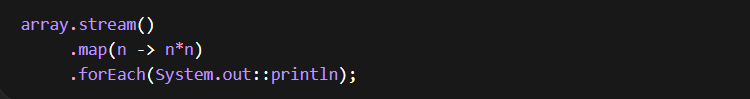 array.stream()
     .map(n -> n*n)
     .forEach(System.out::println);